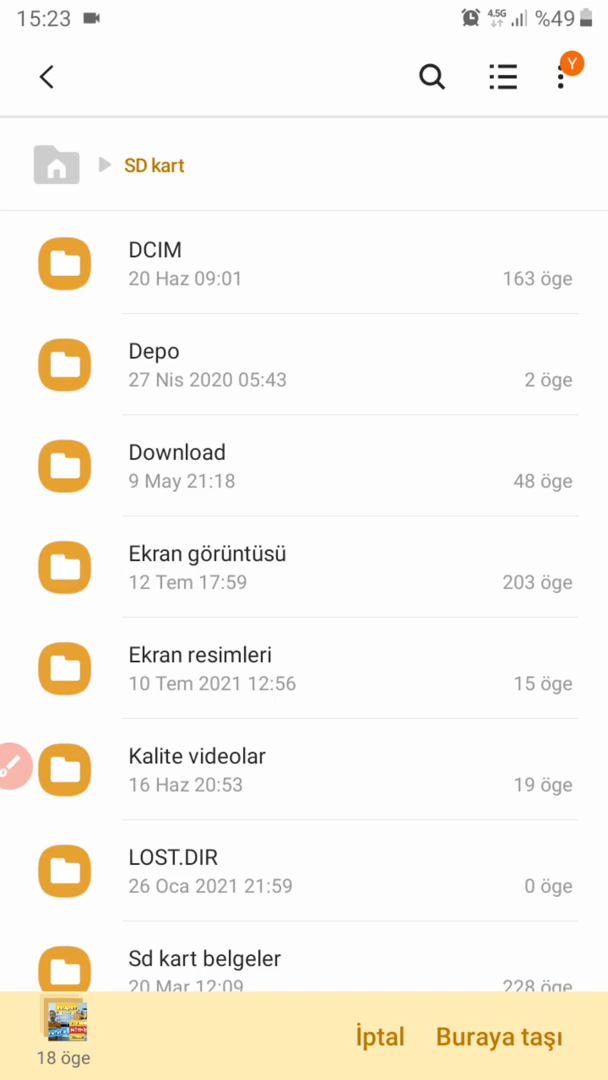 15:23 4.5G %49
Y
SD kart
DCIM
20 Haz 09:01 163 öge
Depo
27 Nis 2020 05:43 2 öge
Download
9 May 21:18 48 öge
Ekran görüntüsü
12 Tem 17:59 203 öge
Ekran resimleri
10 Tem 2021 12:56 15 öge
Kalite videolar
16 Haz 20:53 19 öge
LOST.DIR
26 Oca 2021 21:59 0 öge
Sd kart belgeler
20 Mar 12:09 228 öge
İptal Buraya taşı
18 öge